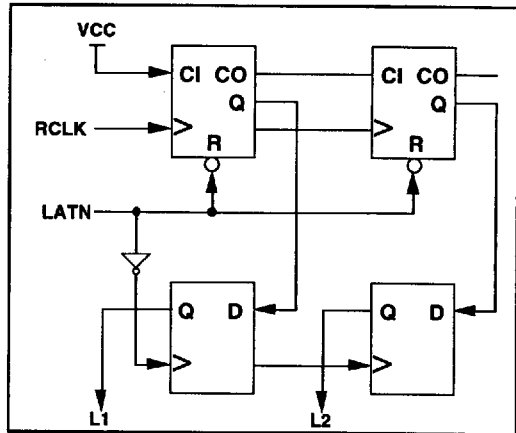 VCC
CI CO
Q
R
CI CO
Q
R
RCLK
LATN
Q D
Q D
L1
L2